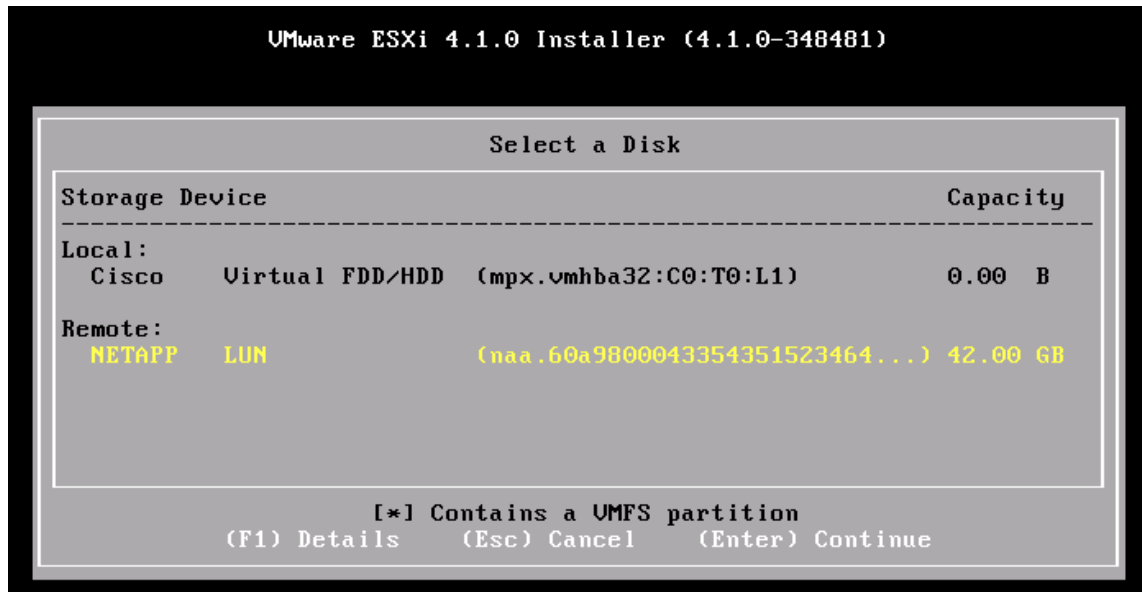 VMware ESXi 4.1.0 Installer (4.1.0-348481)
Select a Disk
Storage Device Capacity
--------------------------------------------------------------------------------
Local:
Cisco Virtual FDD/HDD (mpx.vmhba32:C0:T0:L1) 0.00 B
Remote:
NETAPP LUN (naa.60a9800043354351523464...) 42.00 GB
[*] Contains a VMFS partition
(F1) Details (Esc) Cancel (Enter) Continue